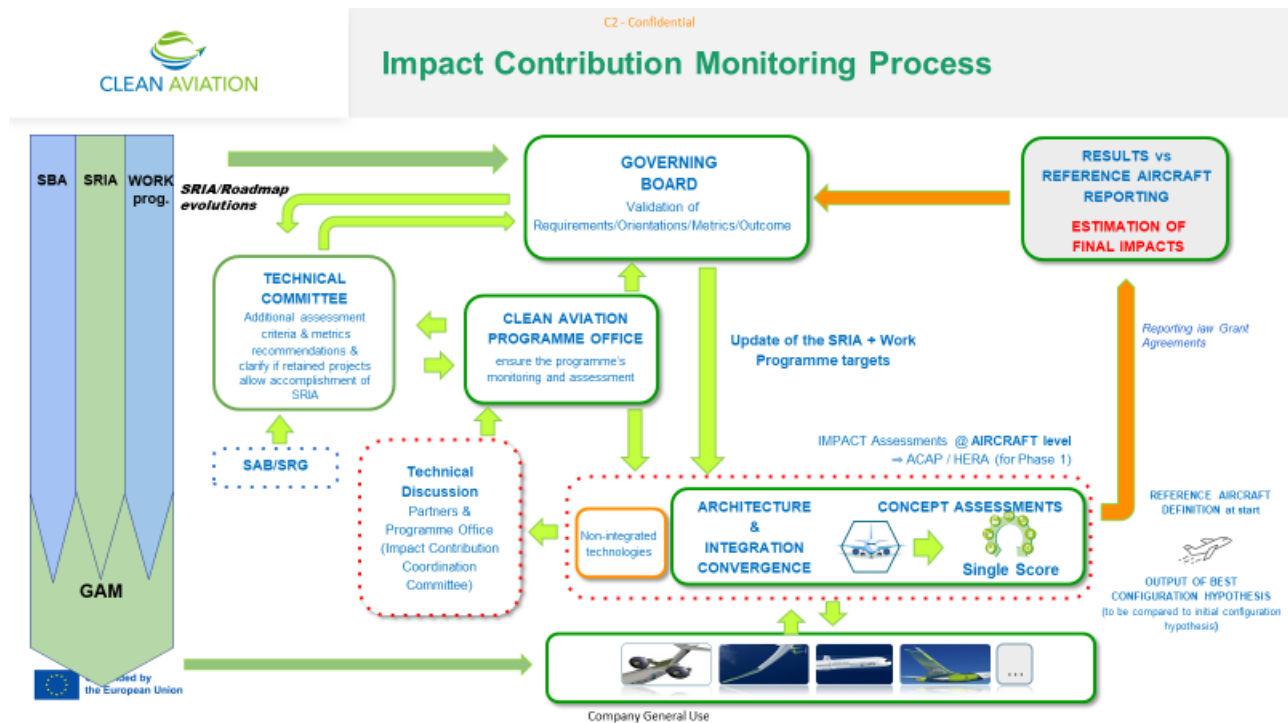 C2 - Confidential
CLEAN AVIATION
Impact Contribution Monitoring Process
SBA
SRIA
WORK
prog.
GAM
SRIA/Roadmap
evolutions
GOVERNING
BOARD
Validation of
Requirements/Orientations/Metrics/Outcome
RESULTS vs
REFERENCE AIRCRAFT
REPORTING
ESTIMATION OF
FINAL IMPACTS
TECHNICAL
COMMITTEE
Additional assessment
criteria & metrics
recommendations &
clarify if retained projects
allow accomplishment of
SRIA
CLEAN AVIATION
PROGRAMME OFFICE
ensure the programme's
monitoring and assessment
Update of the SRIA + Work
Programme targets
Reporting iaw Grant
Agreements
SAB/SRG
Technical
Discussion
Partners &
Programme Office
(Impact Contribution
Coordination
Committee)
IMPACT Assessments @ AIRCRAFT level
⇒ ACAP / HERA (for Phase 1)
Non-integrated
technologies
ARCHITECTURE
&
INTEGRATION
CONVERGENCE
CONCEPT ASSESSMENTS
Single Score
REFERENCE AIRCRAFT
DEFINITION at start
OUTPUT OF BEST
CONFIGURATION HYPOTHESIS
(to be compared to initial configuration
hypothesis)
...
by
the European Union
Company General Use